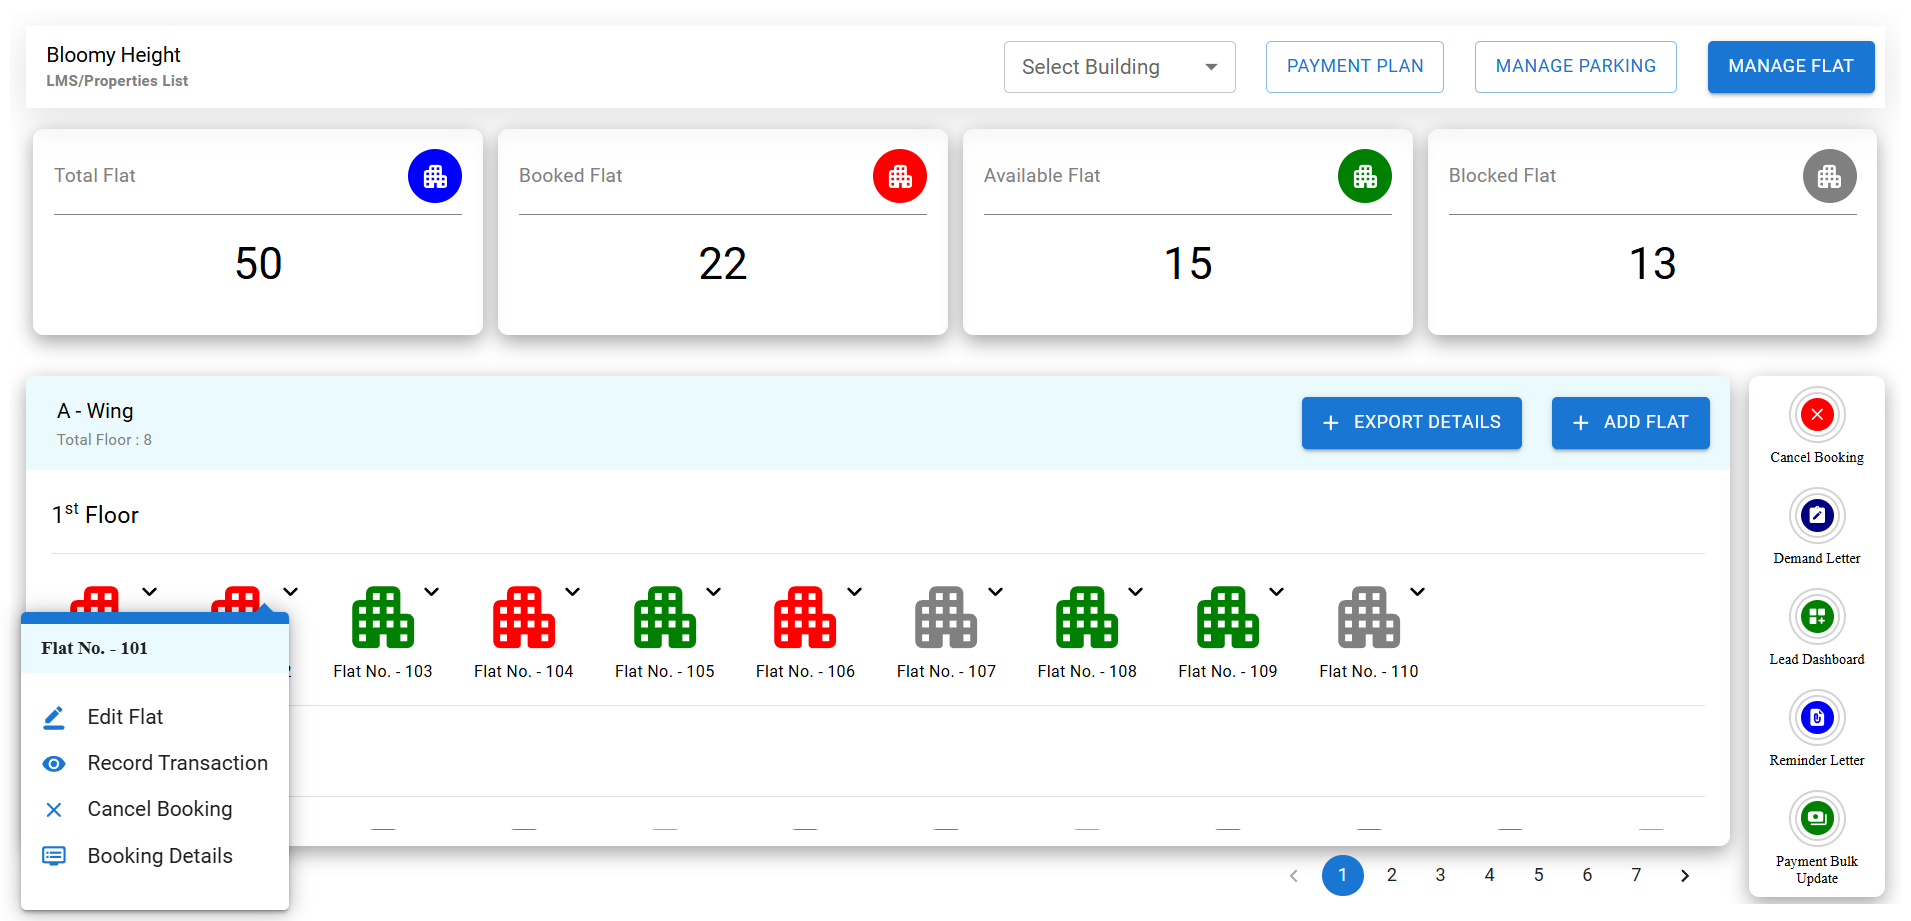 Bloomy Height
LMS/Properties List
Select Building
PAYMENT PLAN
MANAGE PARKING
MANAGE FLAT
Total Flat
50
Booked Flat
22
Available Flat
15
Blocked Flat
13
A - Wing
Total Floor : 8
EXPORT DETAILS
ADD FLAT
1st Floor
Flat No. - 103
Flat No. - 104
Flat No. - 105
Flat No. - 106
Flat No. - 107
Flat No. - 108
Flat No. - 109
Flat No. - 110
Flat No. - 101
Edit Flat
Record Transaction
Cancel Booking
Booking Details
1 2 3 4 5 6 7
Cancel Booking
Demand Letter
Lead Dashboard
Reminder Letter
Payment Bulk
Update